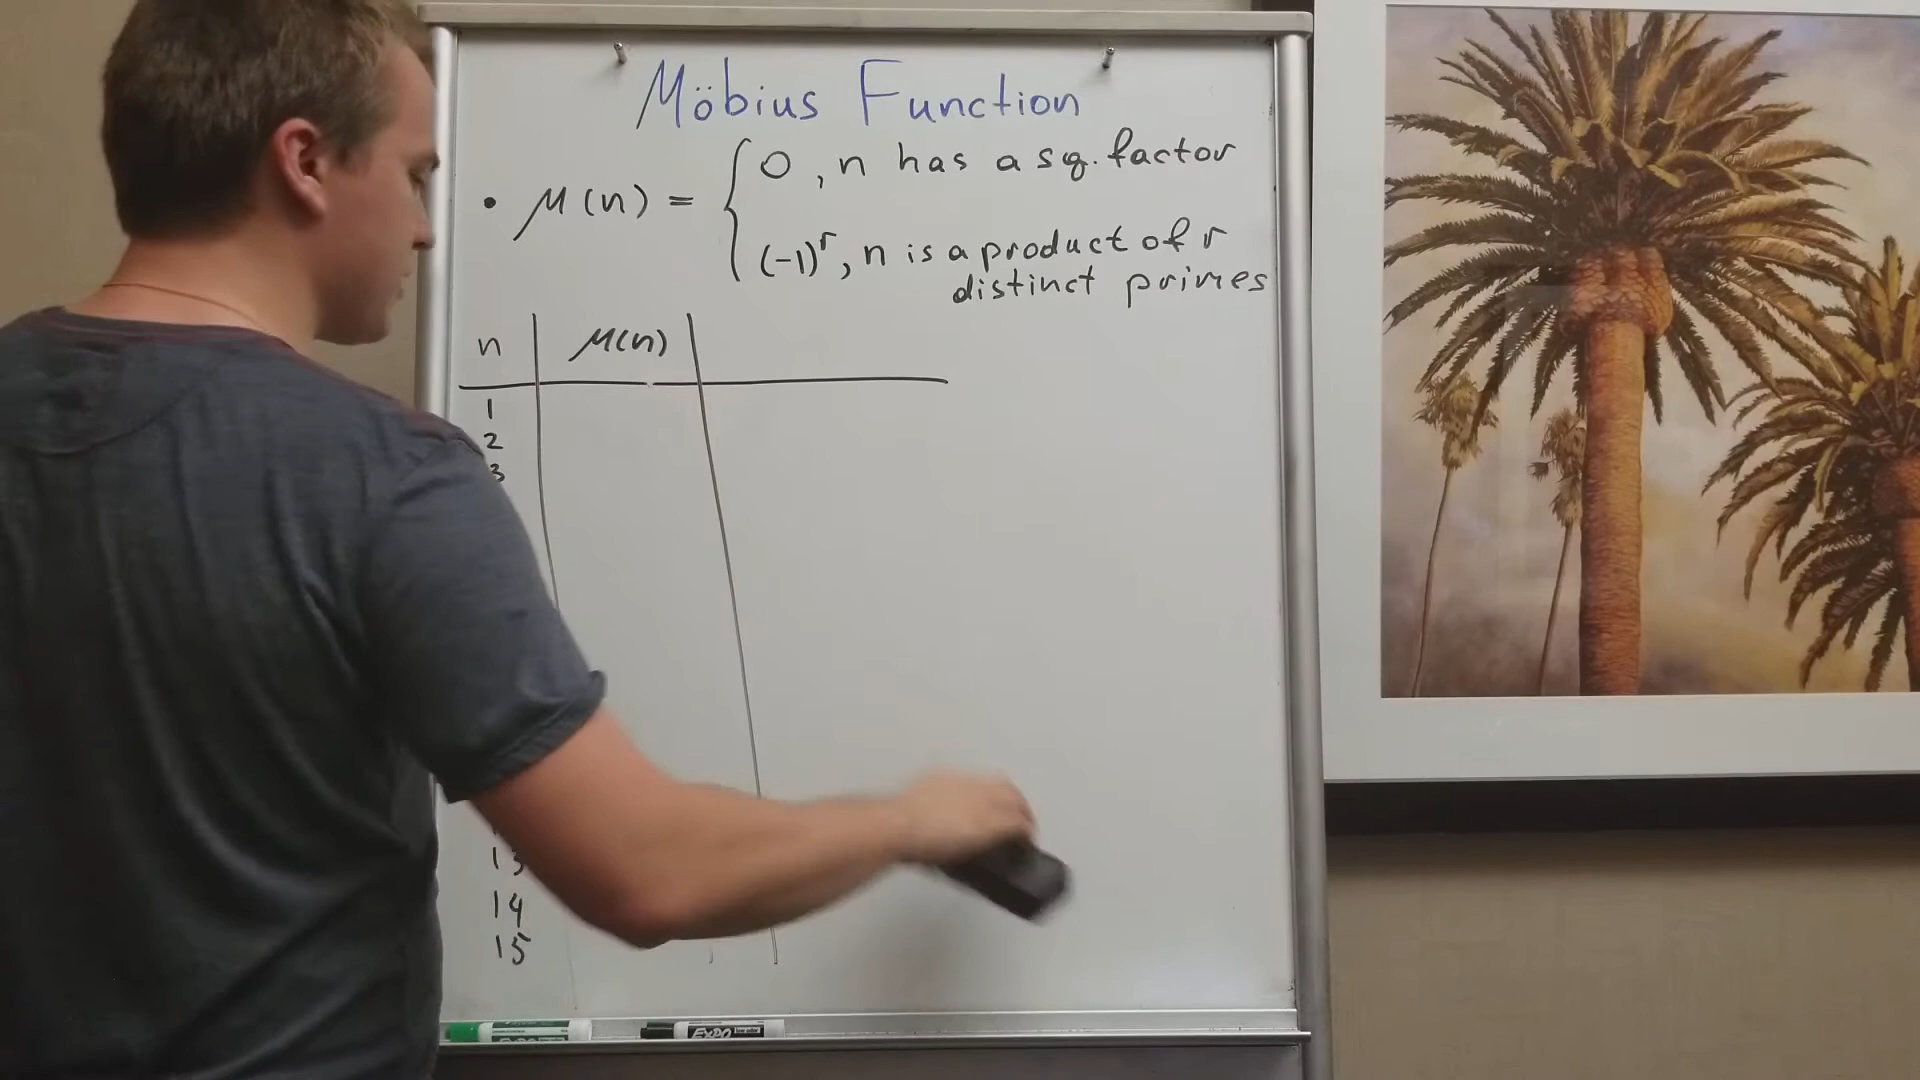 Möbius Function
• μ(n) = { 0, n has a sq. factor
(-1)^r, n is a product of r
distinct primes
n μ(n)
1
2
3
13
14
15
EXPO EXPO